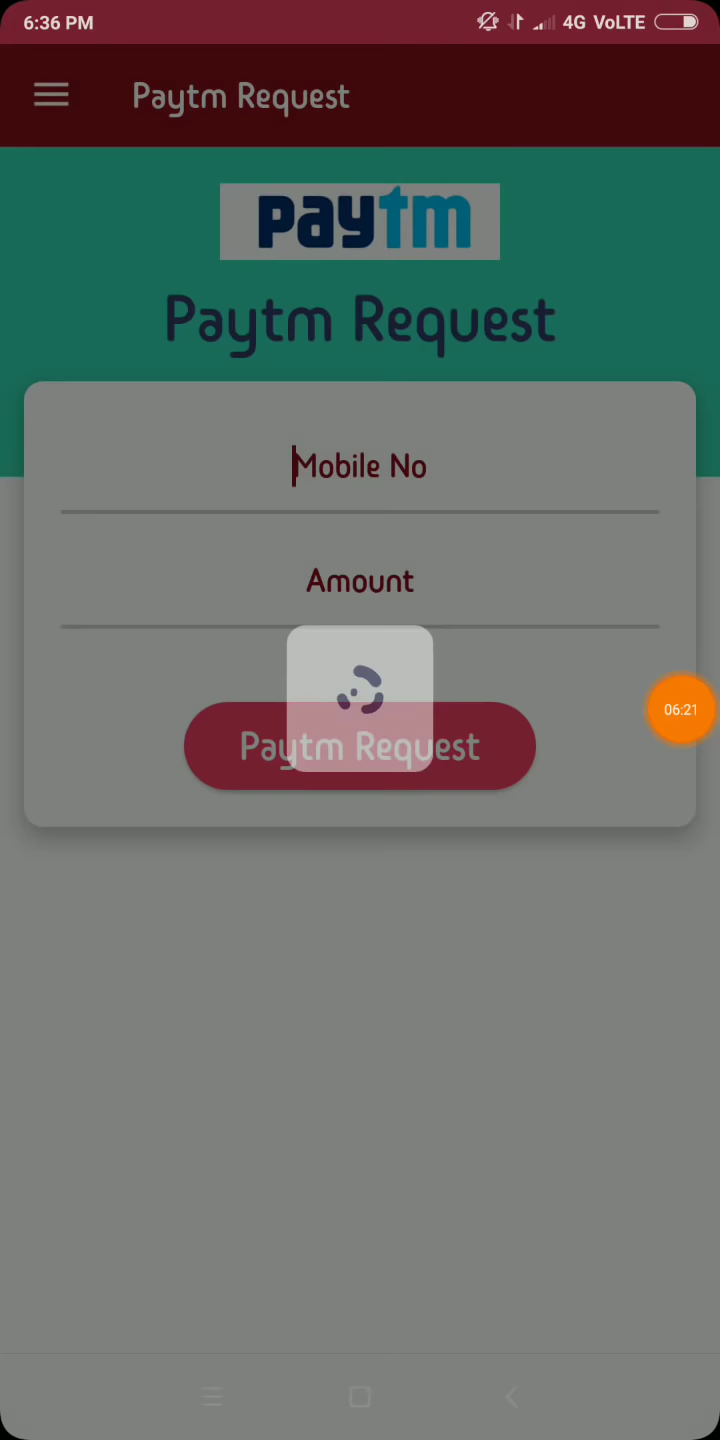 6:36 PM
4G VoLTE
Paytm Request
paytm
Paytm Request
Mobile No
Amount
06:21
Paytm Request